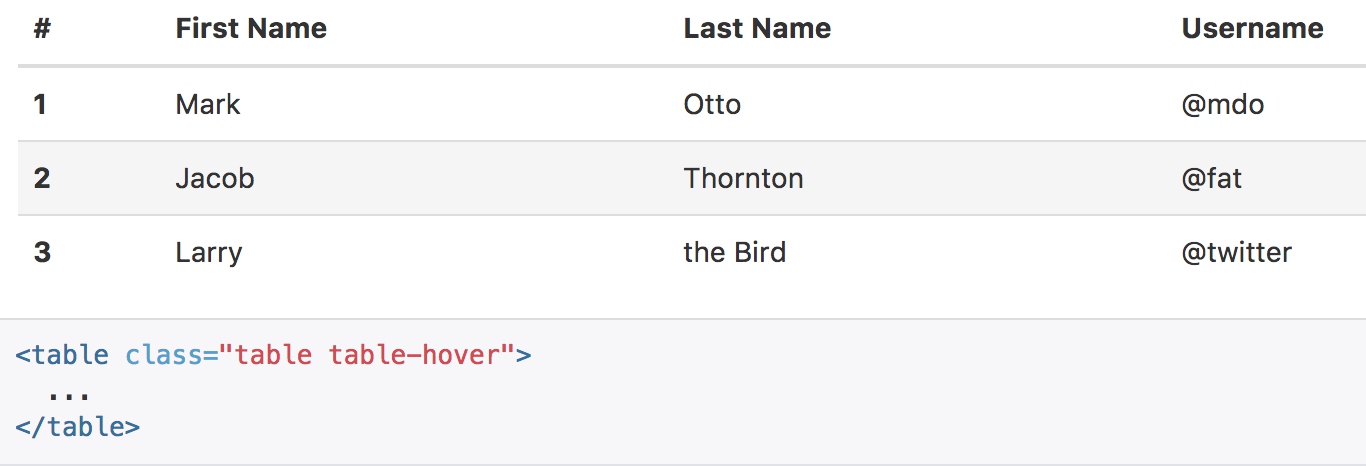 # First Name Last Name Username
1 Mark Otto @mdo
2 Jacob Thornton @fat
3 Larry the Bird @twitter
<table class="table table-hover">
  ...
</table>